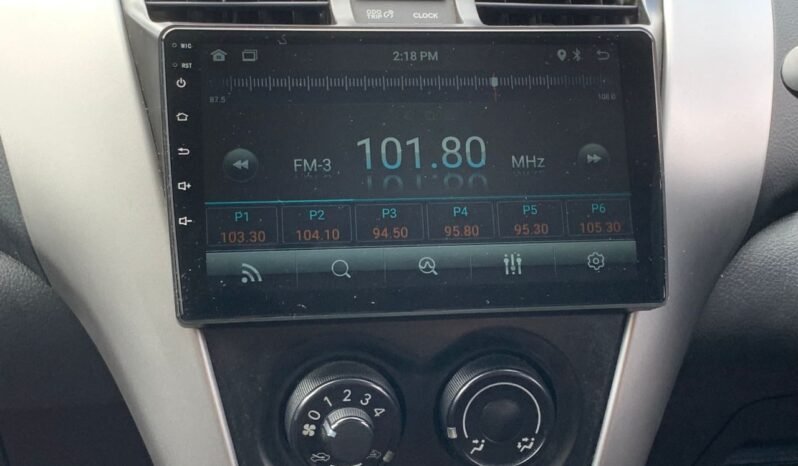 ODO
TRIP
CLOCK
MIC
RST
2:18 PM
87.5
108.0
FM-3
101.80
MHz
P1 P2 P3 P4 P5 P6
103.30 104.10 94.50 95.80 95.30 105.30
0 1 2 3 4